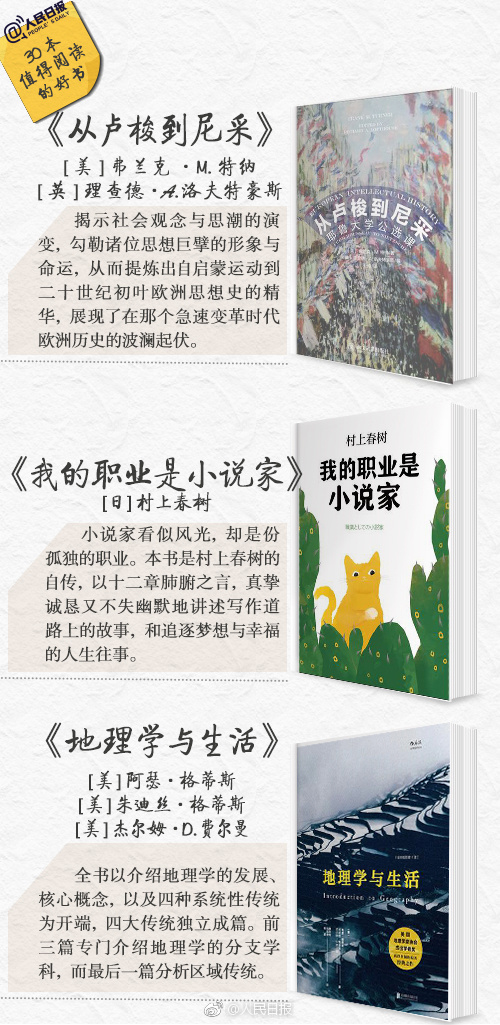 @人民日报
PEOPLE'S DAILY
30本
值得阅读
的好书
《从卢梭到尼采》
[美]弗兰克·M.特纳
[英]理查德·A.洛夫特豪斯
揭示社会观念与思潮的演
变，勾勒诸位思想巨擘的形象与
命运，从而提炼出自启蒙运动到
二十世纪初叶欧洲思想史的精
华，展现了在那个急速变革时代
欧洲历史的波澜起伏。
EUROPEAN INTELLECTUAL HISTORY
从卢梭到尼采
耶鲁大学公选课
《我的职业是小说家》
[日]村上春树
小说家看似风光，却是份
孤独的职业。本书是村上春树的
自传，以十二章肺腑之言，真挚
诚恳又不失幽默地讲述写作道
路上的故事，和追逐梦想与幸福
的人生往事。
村上春树
我的职业是
小说家
《地理学与生活》
[美]阿瑟·格蒂斯
[美]朱迪丝·格蒂斯
[美]杰尔姆·D.费尔曼
全书以介绍地理学的发展、
核心概念，以及四种系统性传统
为开端，四大传统独立成篇。前
三篇专门介绍地理学的分支学
科，而最后一篇分析区域传统。
地理学与生活
Introduction to Geography
@人民日报